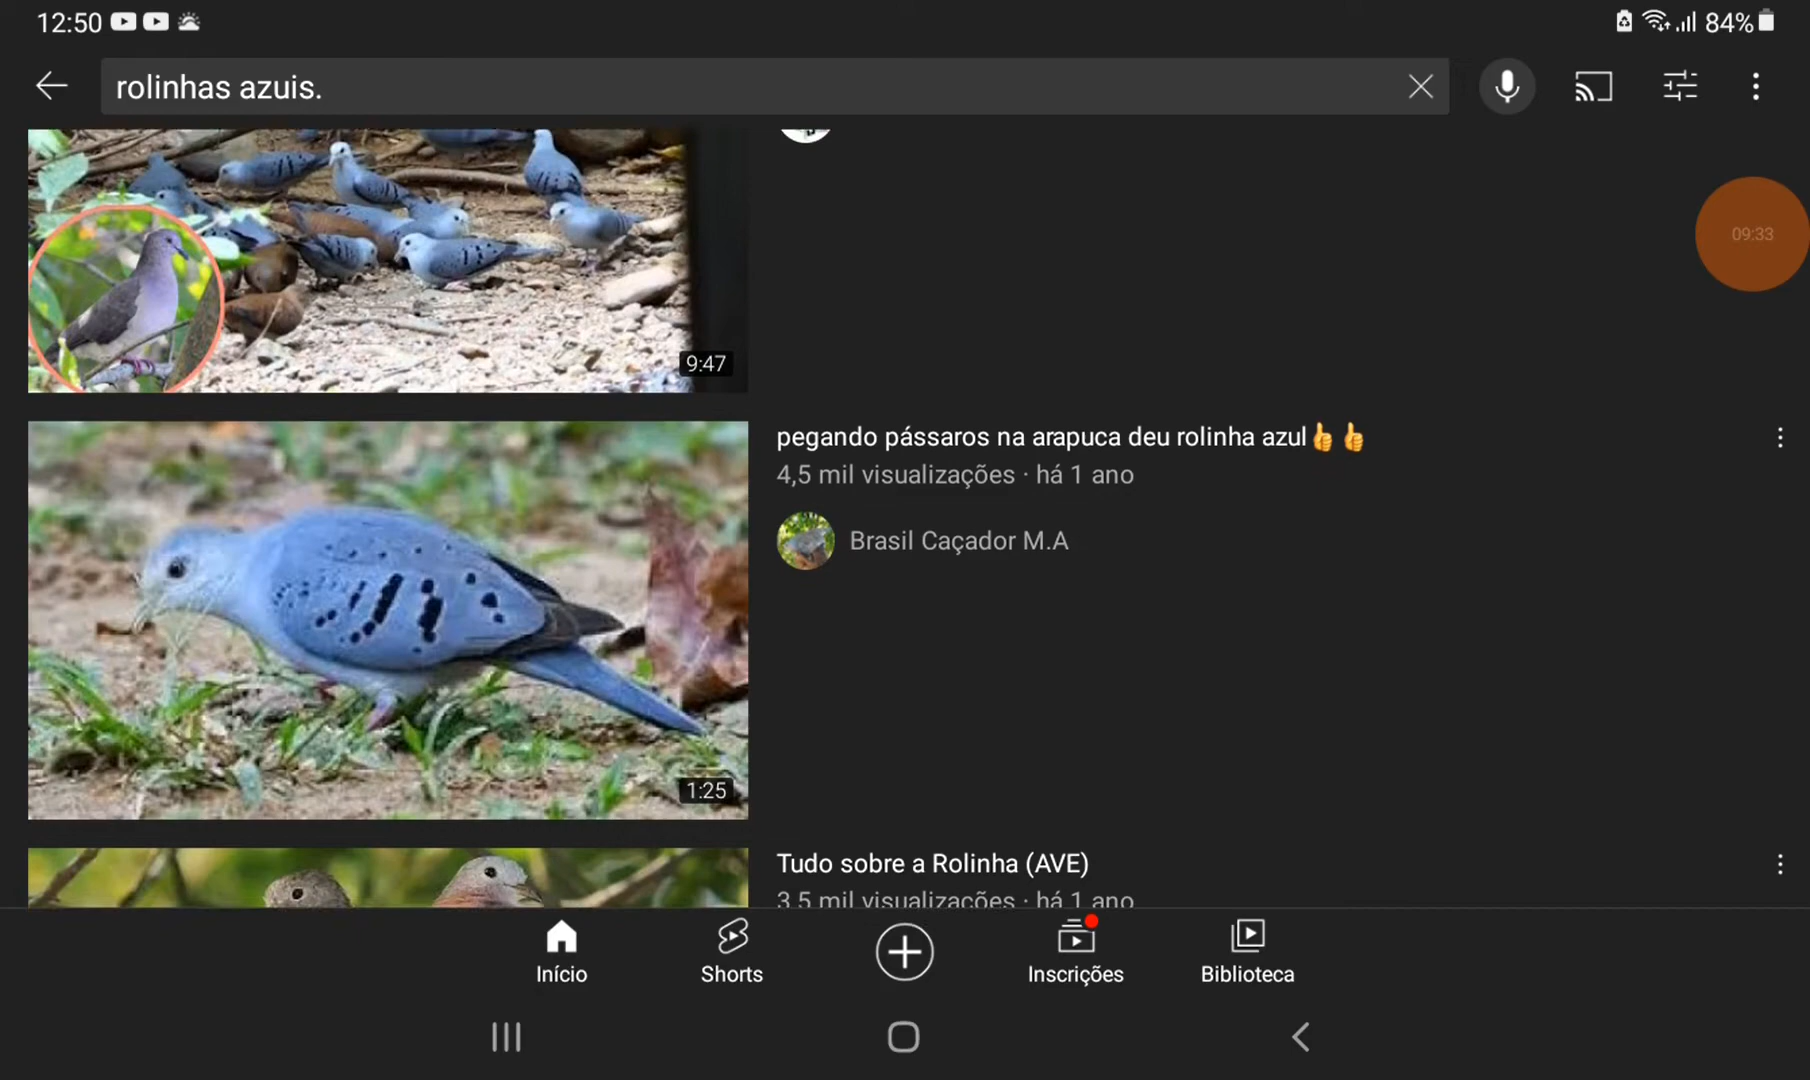 12:50
84%
rolinhas azuis.
09:33
9:47
pegando pássaros na arapuca deu rolinha azul👍👍
4,5 mil visualizações · há 1 ano
Brasil Caçador M.A
1:25
Tudo sobre a Rolinha (AVE)
3,5 mil visualizações · há 1 ano
Início
Shorts
Inscrições
Biblioteca